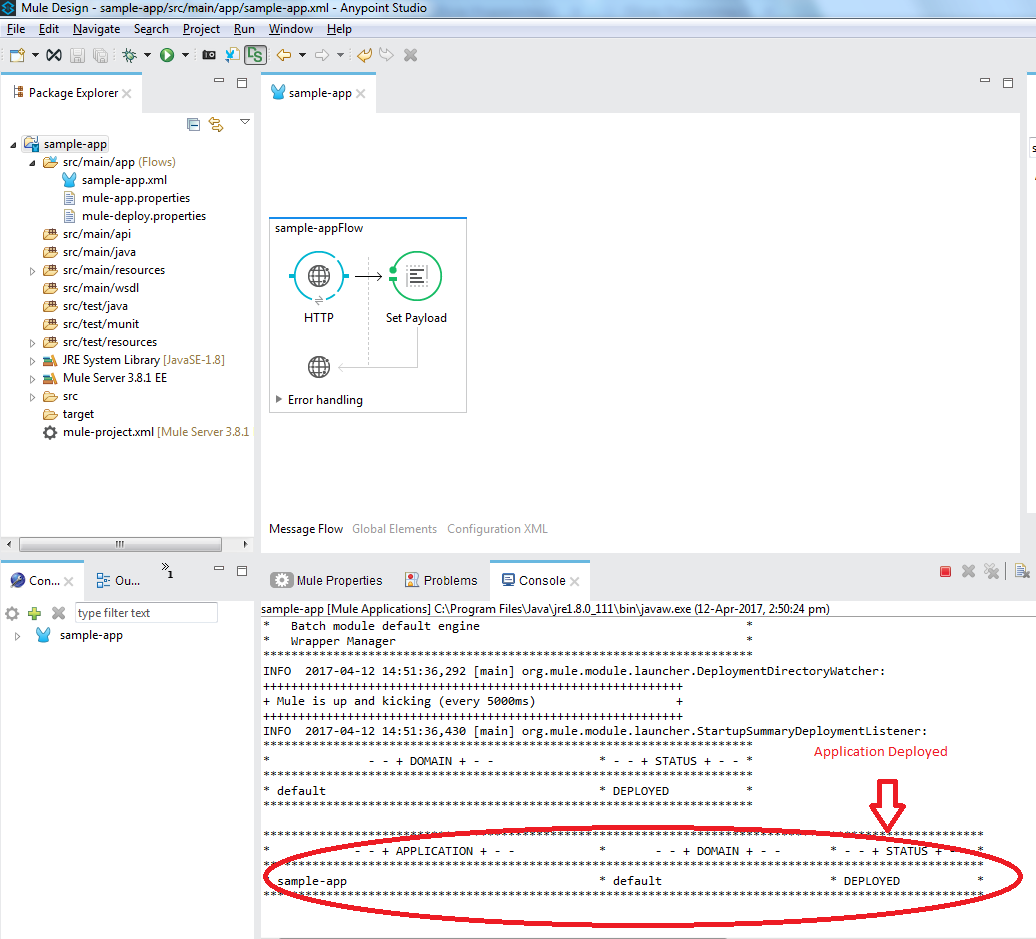 Mule Design - sample-app/src/main/app/sample-app.xml - Anypoint Studio
File Edit Navigate Search Project Run Window Help
Package Explorer
sample-app
src/main/app (Flows)
sample-app.xml
mule-app.properties
mule-deploy.properties
src/main/api
src/main/java
src/main/resources
src/main/wsdl
src/test/java
src/test/munit
src/test/resources
JRE System Library [JavaSE-1.8]
Mule Server 3.8.1 EE
src
target
mule-project.xml [Mule Server 3.8.1
sample-app
sample-appFlow
HTTP
Set Payload
Error handling
Message Flow Global Elements Configuration XML
Con... Ou... »1
type filter text
sample-app
Mule Properties Problems Console
sample-app [Mule Applications] C:\Program Files\Java\jre1.8.0_111\bin\javaw.exe (12-Apr-2017, 2:50:24 pm)
* Batch module default engine *
* Wrapper Manager *
**********************************************************************
INFO 2017-04-12 14:51:36,292 [main] org.mule.module.launcher.DeploymentDirectoryWatcher:
++++++++++++++++++++++++++++++++++++++++++++++++++++++++++++
+ Mule is up and kicking (every 5000ms) +
++++++++++++++++++++++++++++++++++++++++++++++++++++++++++++
INFO 2017-04-12 14:51:36,430 [main] org.mule.module.launcher.StartupSummaryDeploymentListener:
**********************************************************************
* - - + DOMAIN + - - * - - + STATUS + - - *
**********************************************************************
* default * DEPLOYED *
**********************************************************************
Application Deployed
*******************************************************************************************************
* - - + APPLICATION + - - * - - + DOMAIN + - - * - - + STATUS + - - *
*******************************************************************************************************
* sample-app * default * DEPLOYED *
*******************************************************************************************************